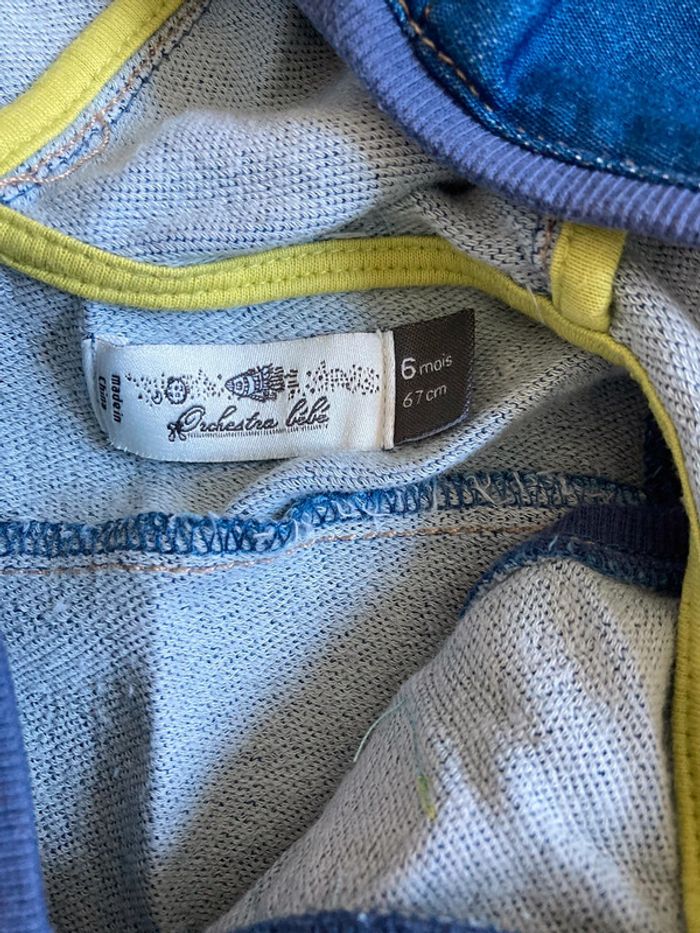 made in
China
Orchestra bébé
6 mois
67 cm